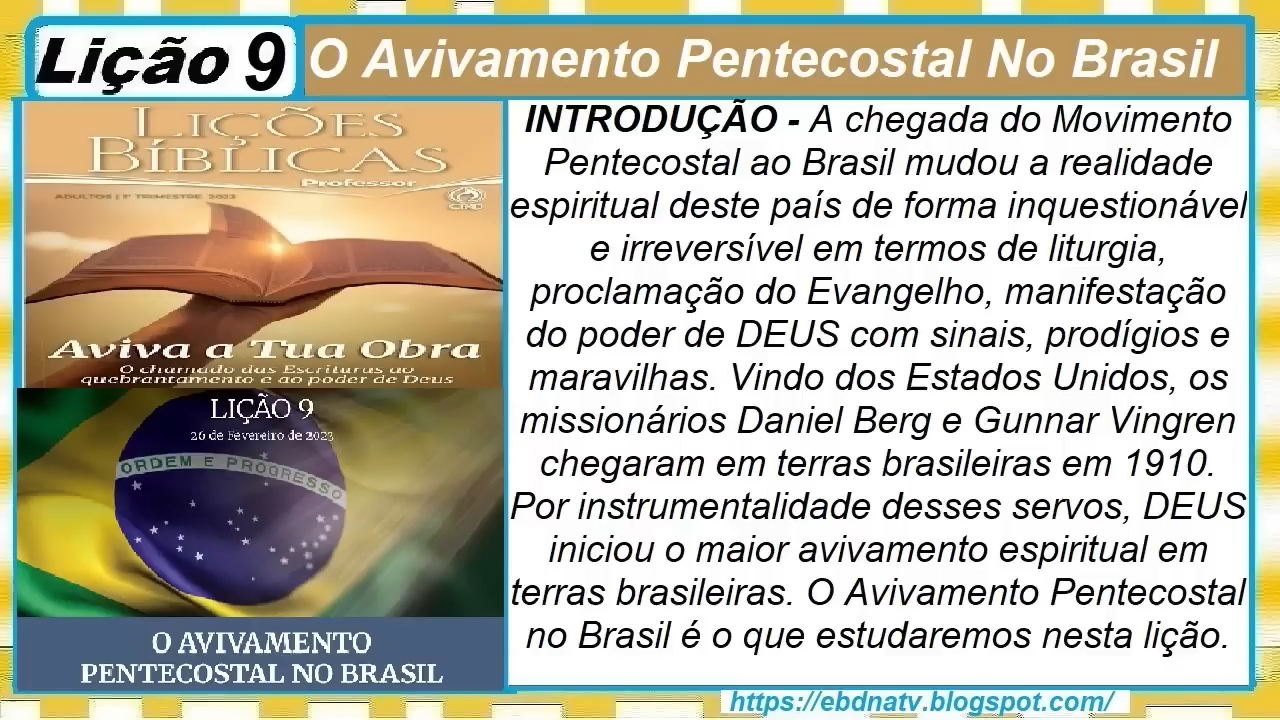 Lição 9
O Avivamento Pentecostal No Brasil
LIÇÕES
BÍBLICAS
Professor
ADULTOS | 1º TRIMESTRE 2023
CPAD
Aviva a Tua Obra
O chamado das Escrituras ao
quebrantamento e ao poder de Deus
LIÇÃO 9
26 de Fevereiro de 2023
ORDEM E PROGRESSO
O AVIVAMENTO
PENTECOSTAL NO BRASIL
INTRODUÇÃO - A chegada do Movimento
Pentecostal ao Brasil mudou a realidade
espiritual deste país de forma inquestionável
e irreversível em termos de liturgia,
proclamação do Evangelho, manifestação
do poder de DEUS com sinais, prodígios e
maravilhas. Vindo dos Estados Unidos, os
missionários Daniel Berg e Gunnar Vingren
chegaram em terras brasileiras em 1910.
Por instrumentalidade desses servos, DEUS
iniciou o maior avivamento espiritual em
terras brasileiras. O Avivamento Pentecostal
no Brasil é o que estudaremos nesta lição.
https://ebdnatv.blogspot.com/